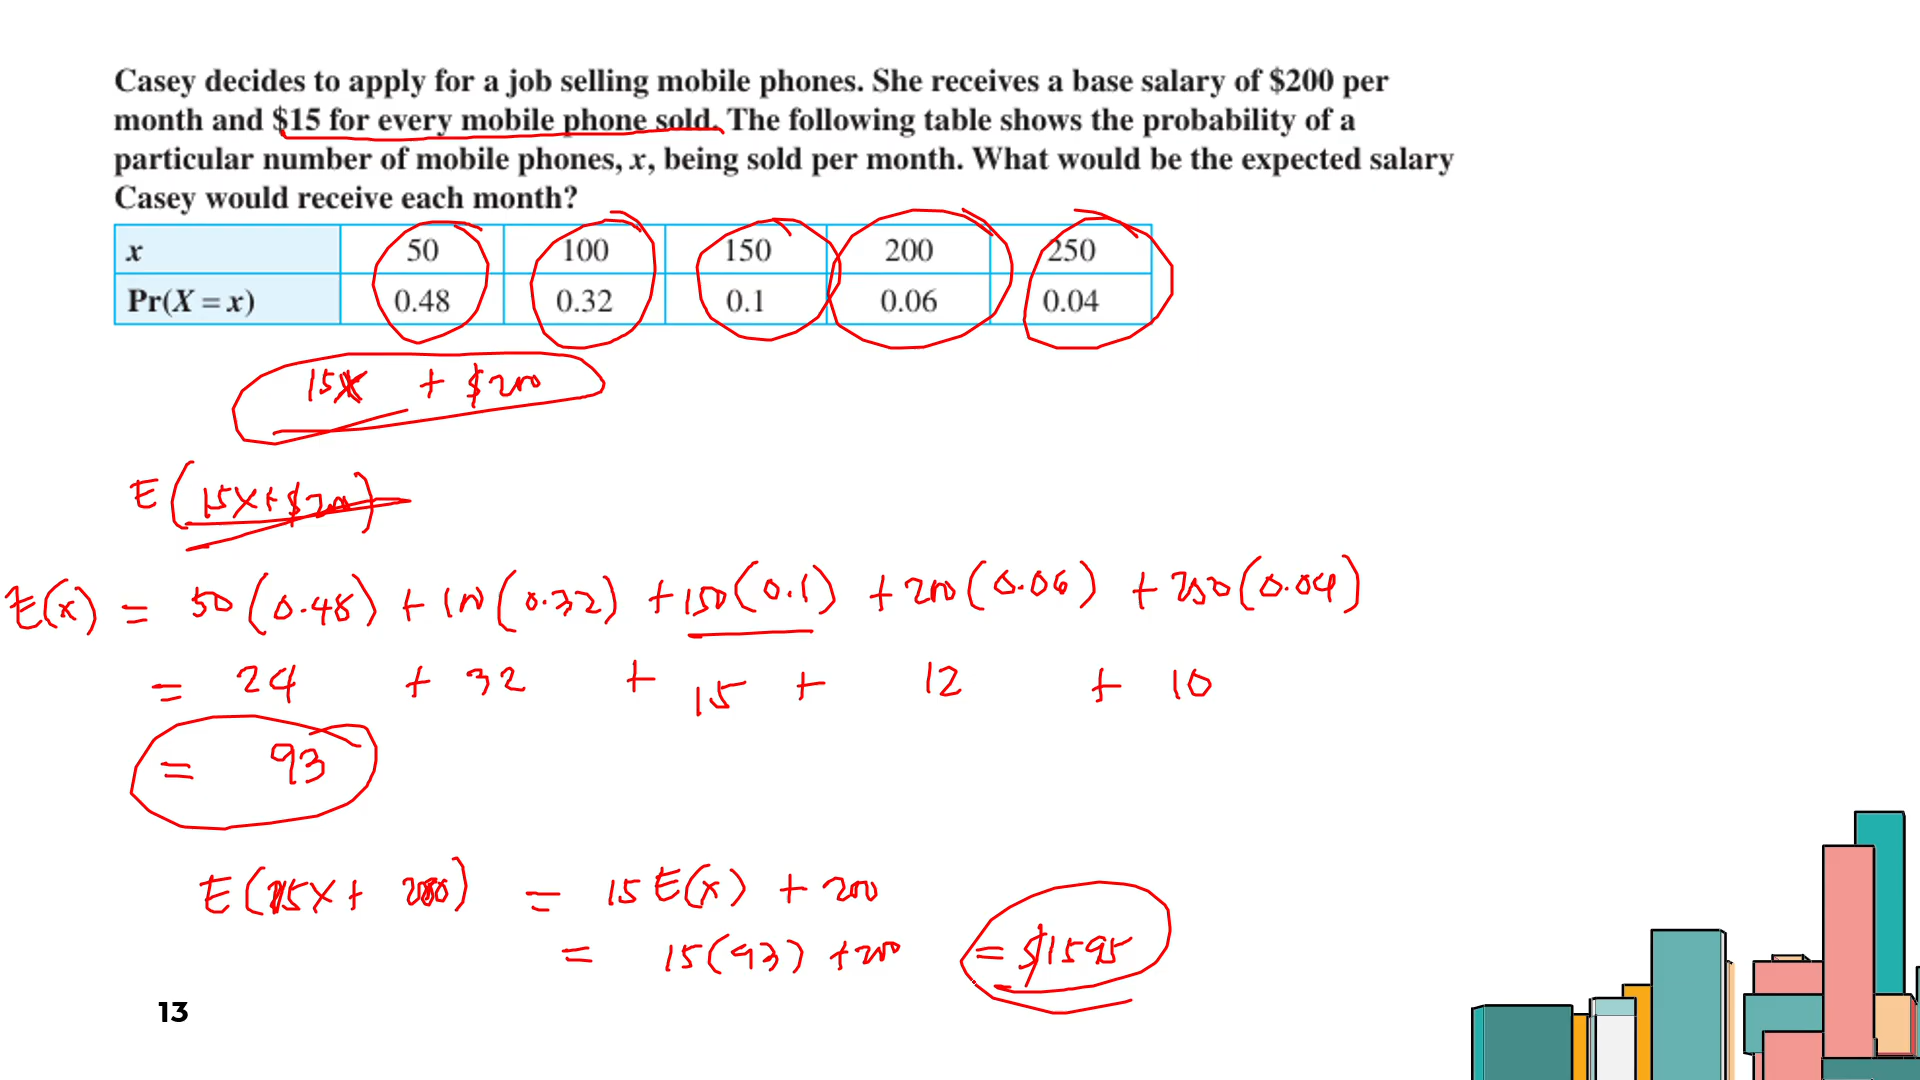 Casey decides to apply for a job selling mobile phones. She receives a base salary of $200 per
month and $15 for every mobile phone sold. The following table shows the probability of a
particular number of mobile phones, x, being sold per month. What would be the expected salary
Casey would receive each month?
x 50 100 150 200 250
Pr(X = x) 0.48 0.32 0.1 0.06 0.04
15x + $200
E(15X+$200)
E(x) = 50(0.48) + 100(0.32) + 150(0.1) + 200(0.06) + 250(0.04)
= 24 + 32 + 15 + 12 + 10
= 93
E(15X + 200) = 15E(x) + 200
= 15(93) + 200 = $1595
13